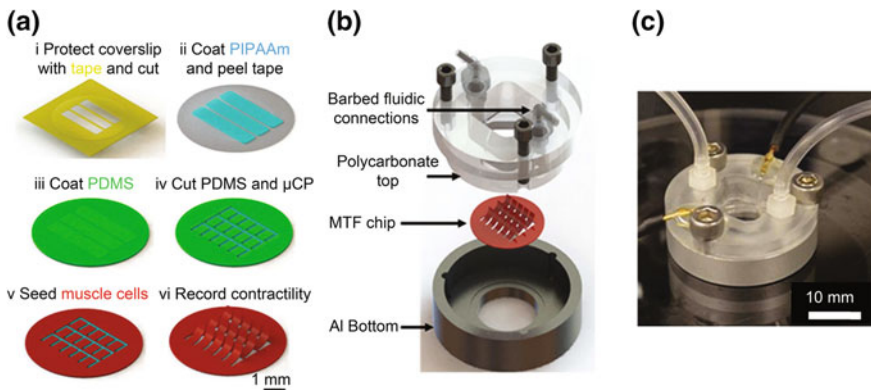 (a)
i Protect coverslip
with tape and cut
ii Coat PIPAAm
and peel tape
iii Coat PDMS
iv Cut PDMS and µCP
v Seed muscle cells
vi Record contractility
1 mm
(b)
Barbed fluidic
connections
Polycarbonate
top
MTF chip
Al Bottom
(c)
10 mm